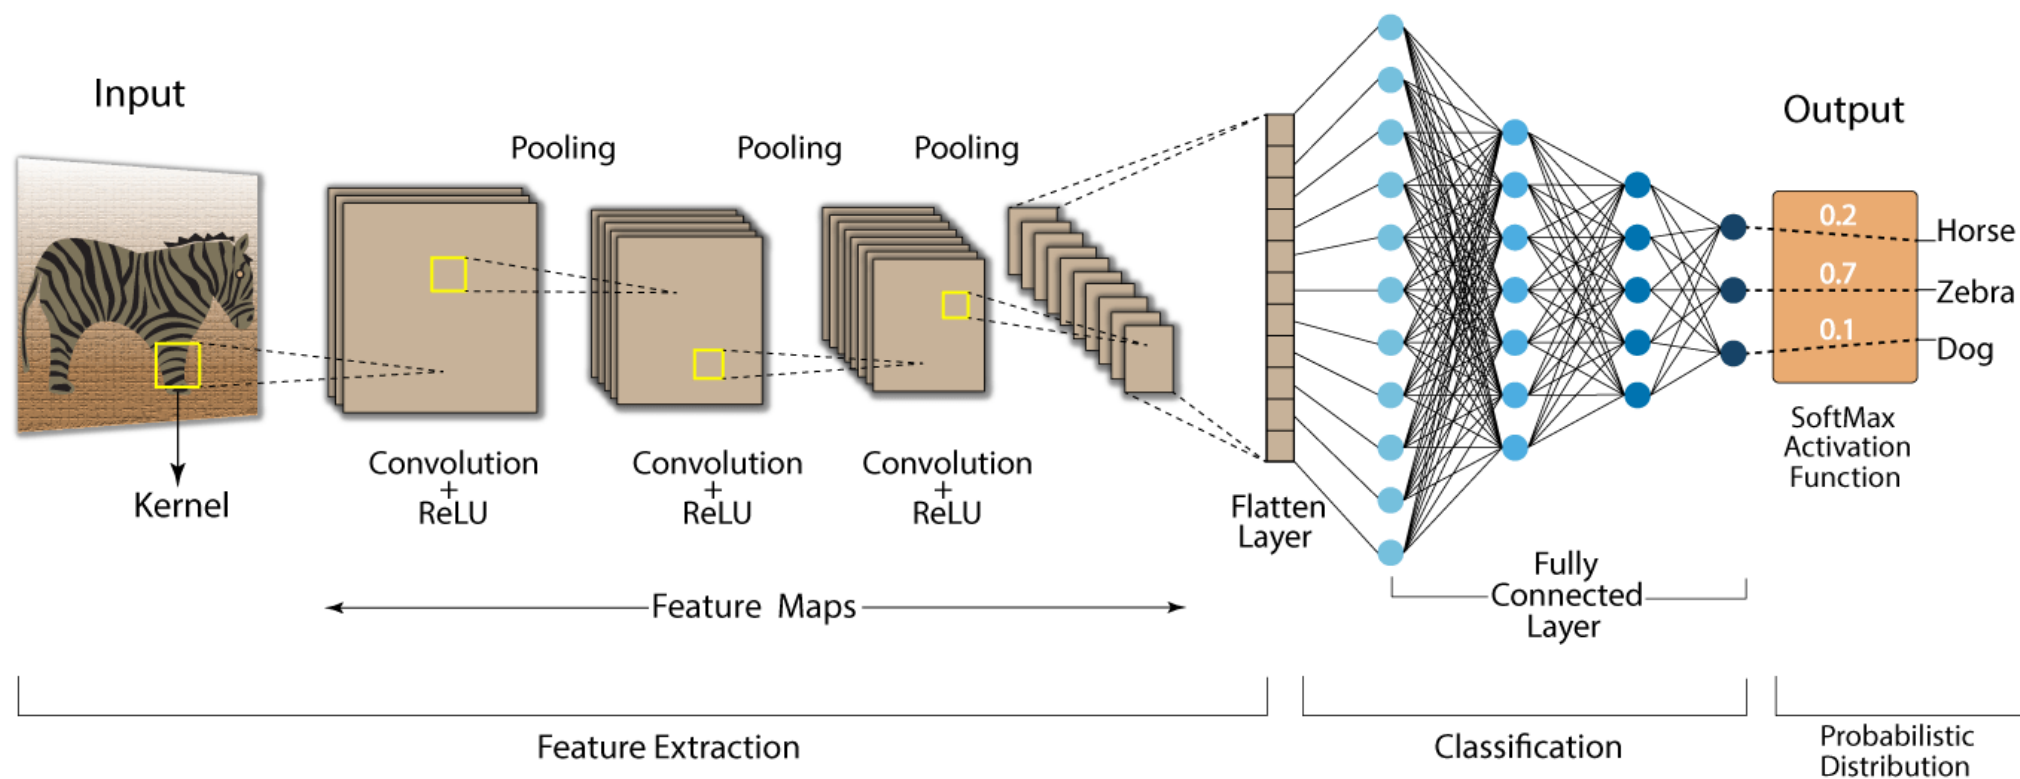 Input
Kernel
Pooling
Pooling
Pooling
Convolution
+
ReLU
Convolution
+
ReLU
Convolution
+
ReLU
Feature Maps
Flatten
Layer
Fully
Connected
Layer
Output
0.2
Horse
0.7
Zebra
0.1
Dog
SoftMax
Activation
Function
Feature Extraction
Classification
Probabilistic
Distribution